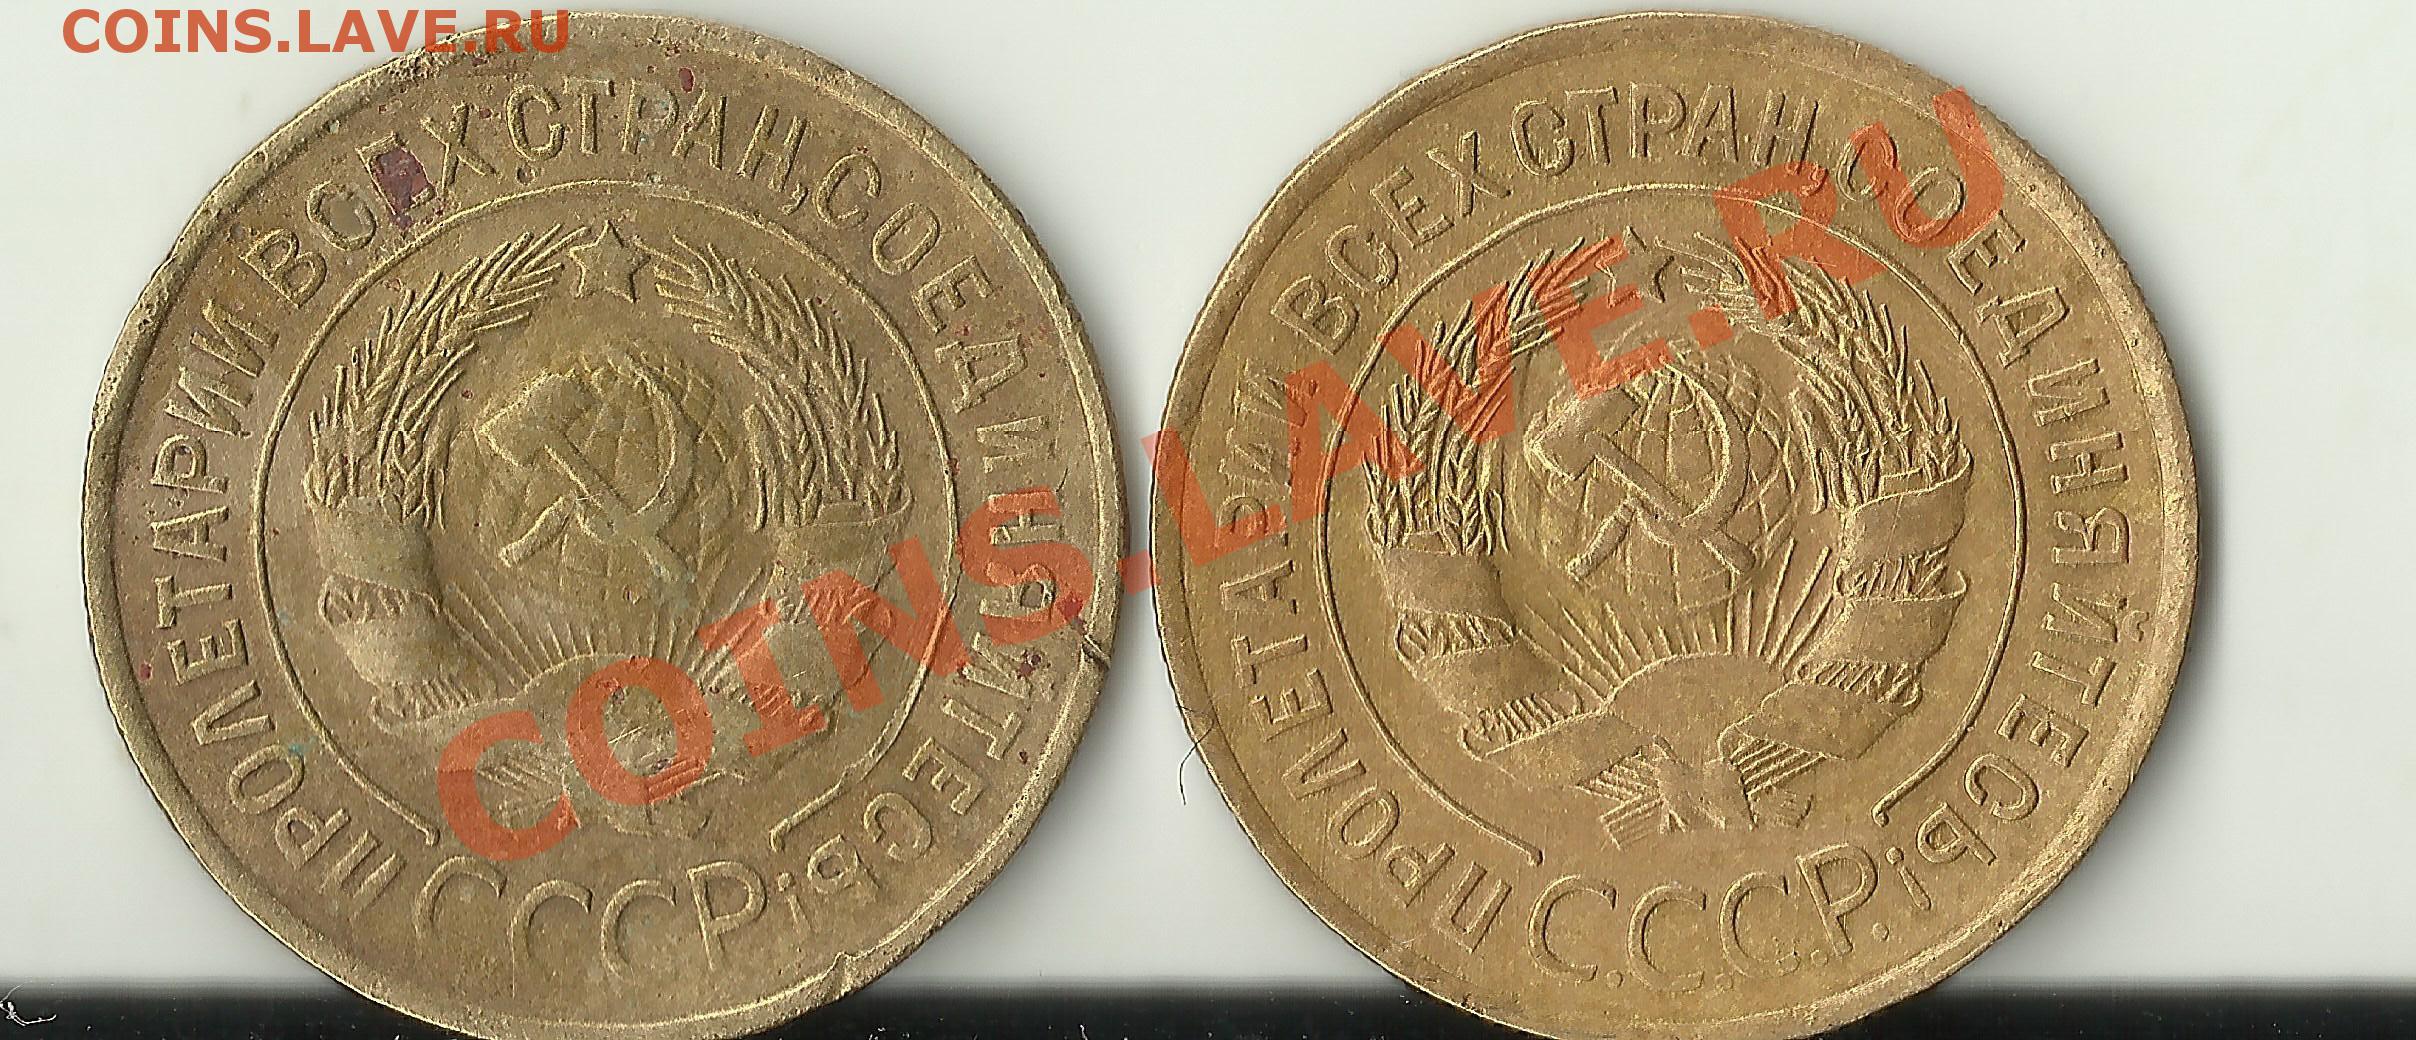 COINS.LAVE.RU
ПРОЛЕТАРИИ ВСЕХ СТРАН, СОЕДИНЯЙТЕСЬ!
СССР
ПРОЛЕТАРИИ ВСЕХ СТРАН, СОЕДИНЯЙТЕСЬ!
С.С.С.Р.
COINS.LAVE.RU